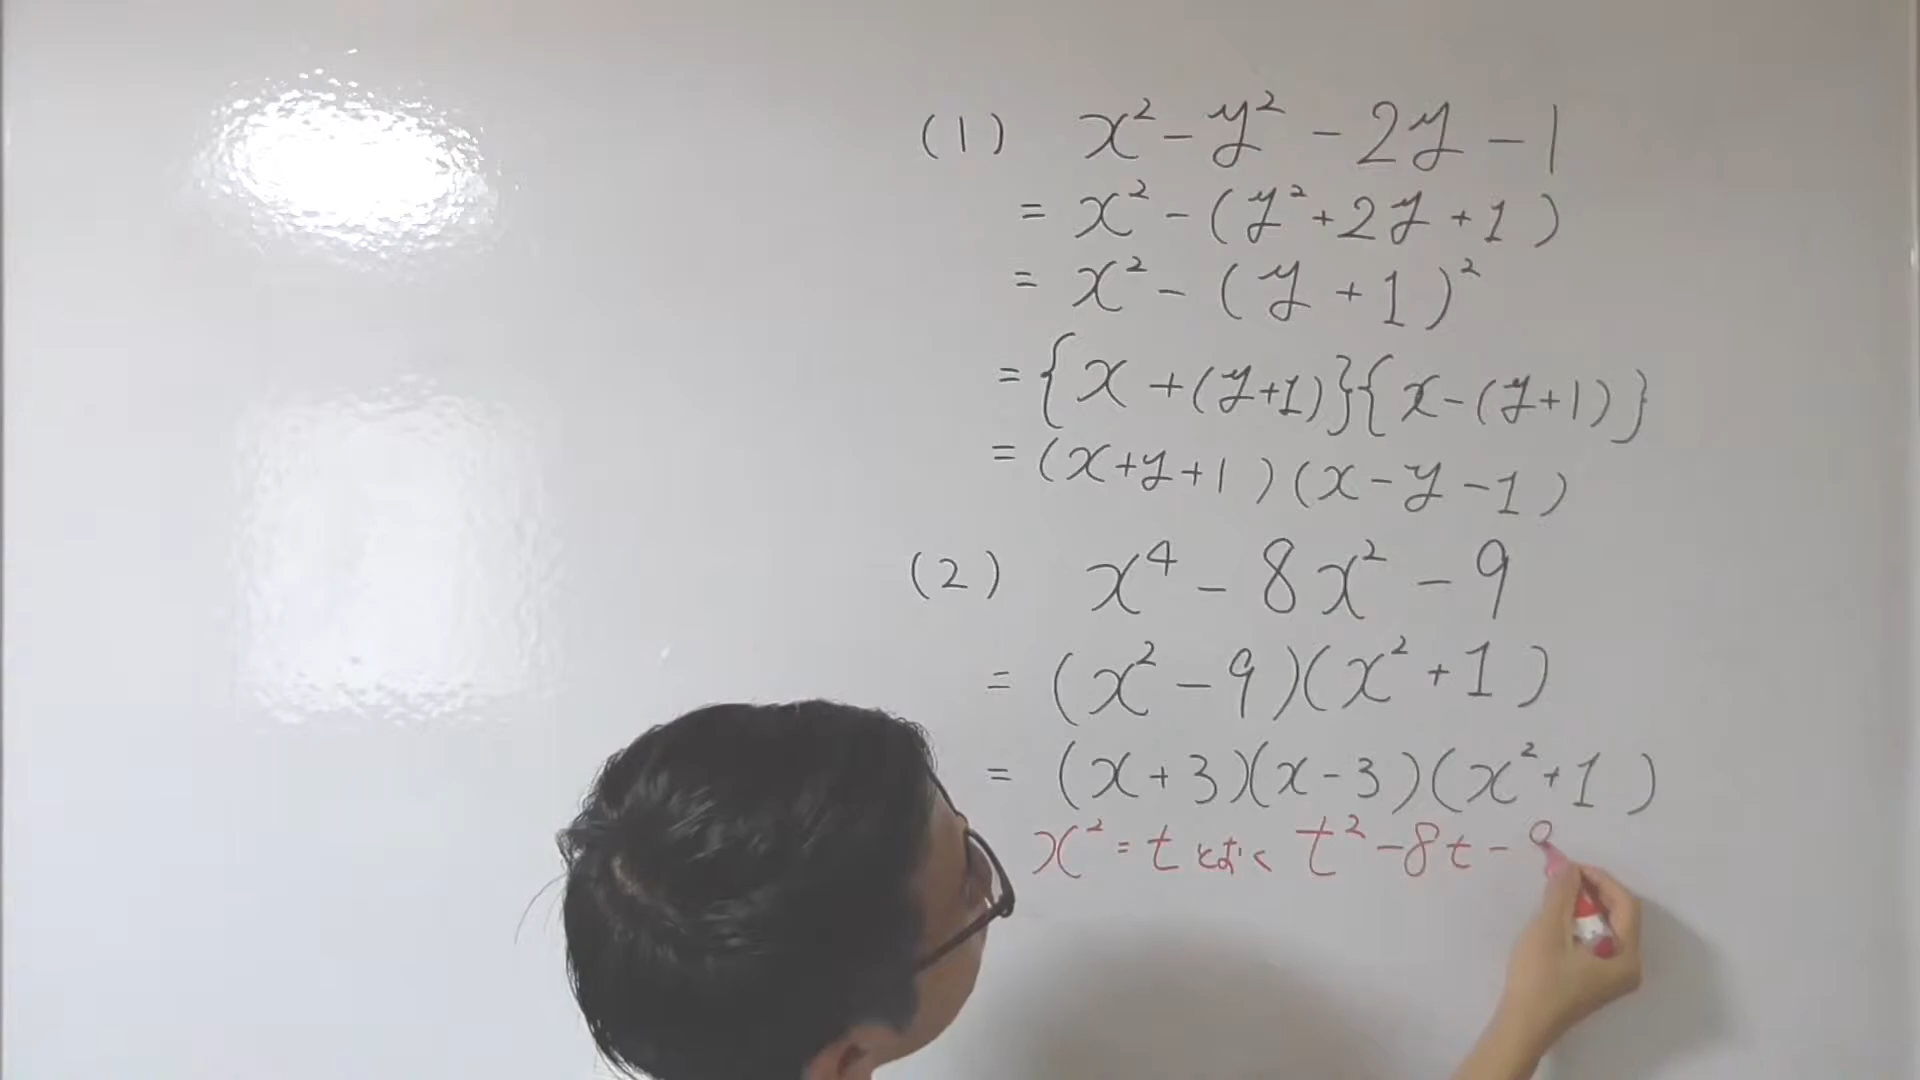 (1) x² - y² - 2y - 1
= x² - (y² + 2y + 1)
= x² - (y + 1)²
= {x + (y+1)}{x - (y+1)}
= (x+y+1)(x-y-1)
(2) x⁴ - 8x² - 9
= (x² - 9)(x² + 1)
= (x+3)(x-3)(x²+1)
x² = t とおく t² - 8t - 9